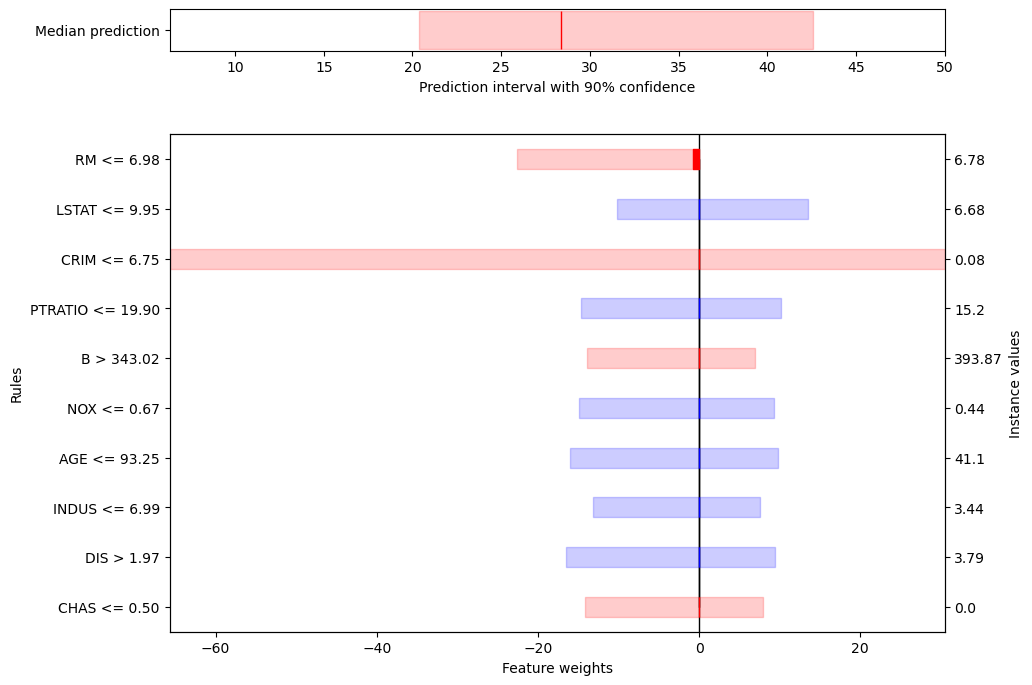 Median prediction
10 15 20 25 30 35 40 45 50
Prediction interval with 90% confidence
RM <= 6.98 6.78
LSTAT <= 9.95 6.68
CRIM <= 6.75 0.08
PTRATIO <= 19.90 15.2
B > 343.02 393.87
NOX <= 0.67 0.44
AGE <= 93.25 41.1
INDUS <= 6.99 3.44
DIS > 1.97 3.79
CHAS <= 0.50 0.0
Rules
Instance values
−60 −40 −20 0 20
Feature weights